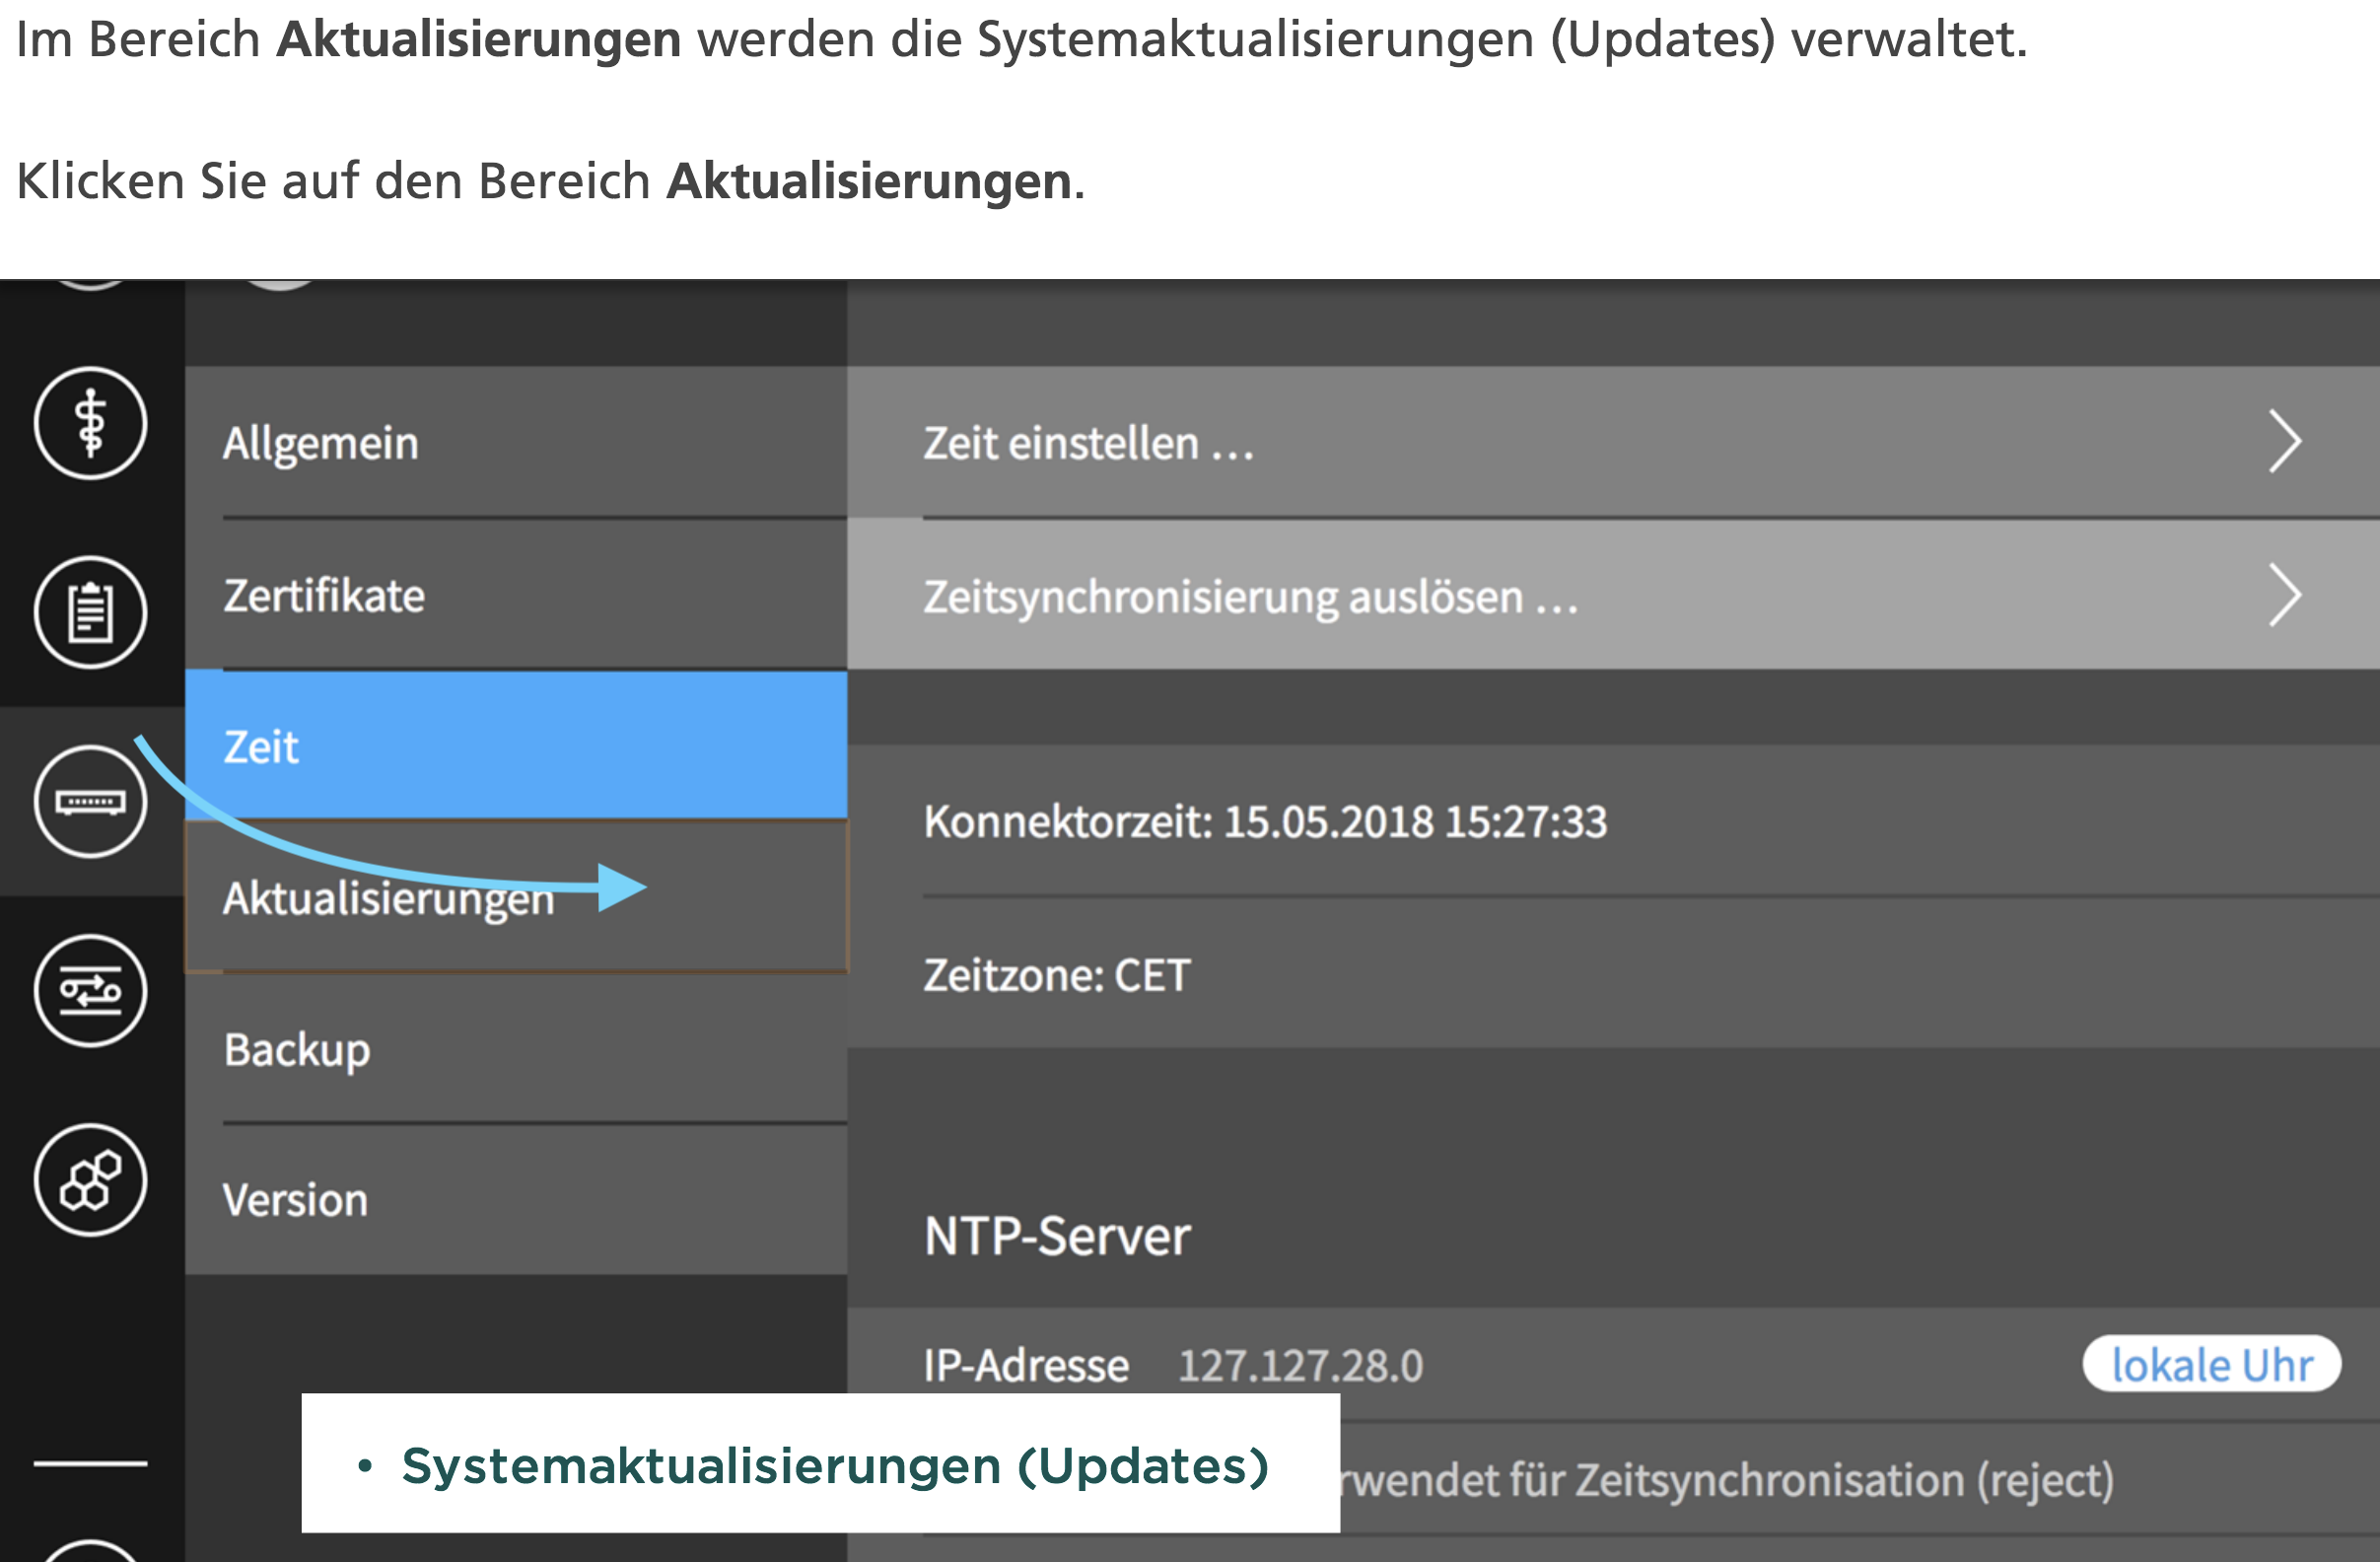 Im Bereich Aktualisierungen werden die Systemaktualisierungen (Updates) verwaltet.
Klicken Sie auf den Bereich Aktualisierungen.
Allgemein
Zertifikate
Zeit
Aktualisierungen
Backup
Version
Zeit einstellen ...
Zeitsynchronisierung auslösen ...
Konnektorzeit: 15.05.2018 15:27:33
Zeitzone: CET
NTP-Server
IP-Adresse 127.127.28.0 lokale Uhr
rwendet für Zeitsynchronisation (reject)
• Systemaktualisierungen (Updates)